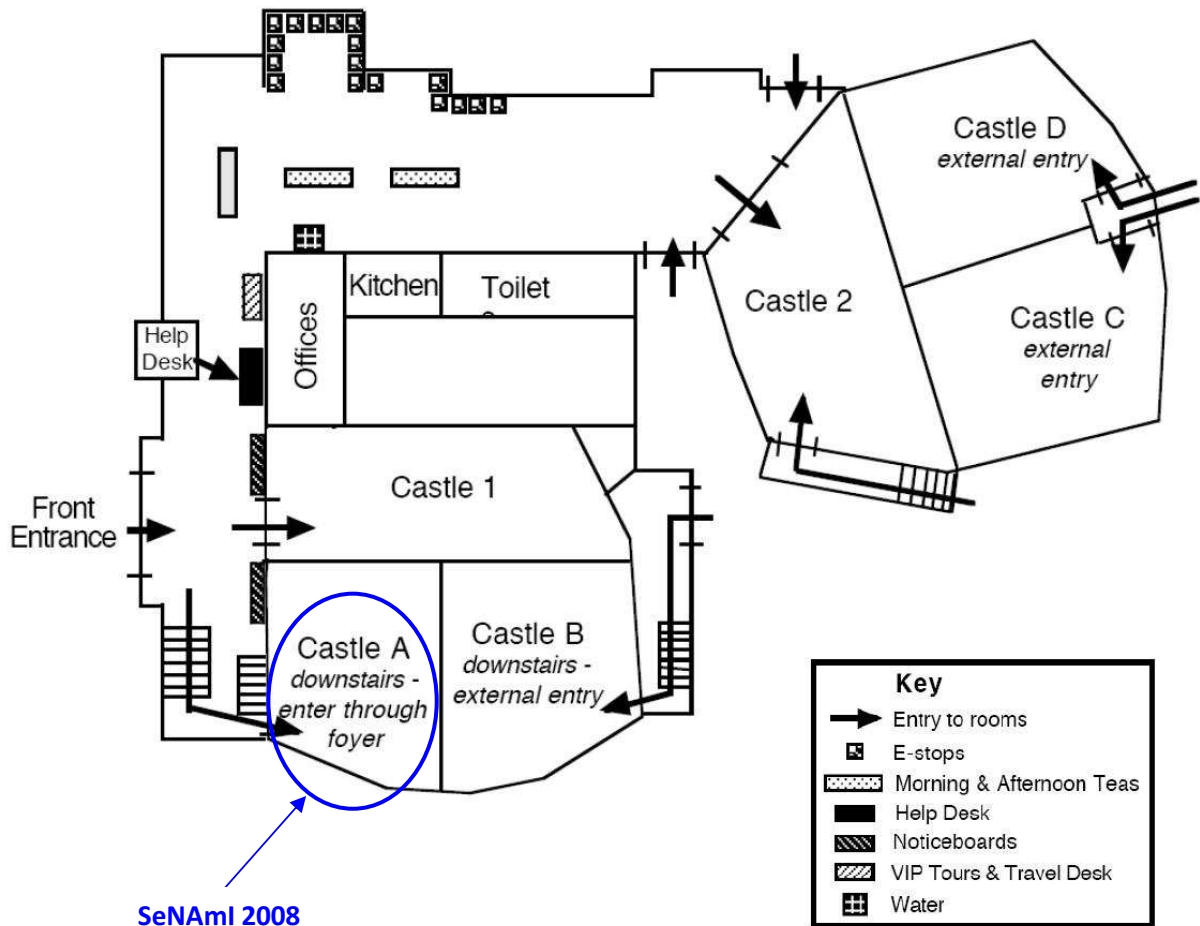 Castle D
external entry
Kitchen
Toilet
Castle 2
Castle C
external
entry
Help
Desk
Offices
Castle 1
Front
Entrance
Castle A
downstairs -
enter through
foyer
Castle B
downstairs -
external entry
Key
Entry to rooms
E-stops
Morning & Afternoon Teas
Help Desk
Noticeboards
VIP Tours & Travel Desk
Water
SeNAmI 2008